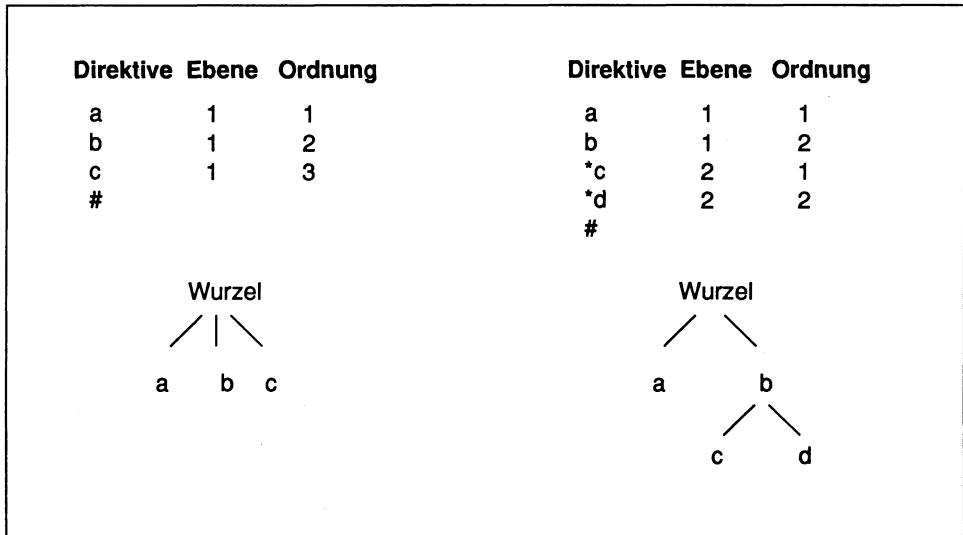 Direktive Ebene Ordnung
a 1 1
b 1 2
c 1 3
#
Wurzel
a b c
Direktive Ebene Ordnung
a 1 1
b 1 2
*c 2 1
*d 2 2
#
Wurzel
a b
c d